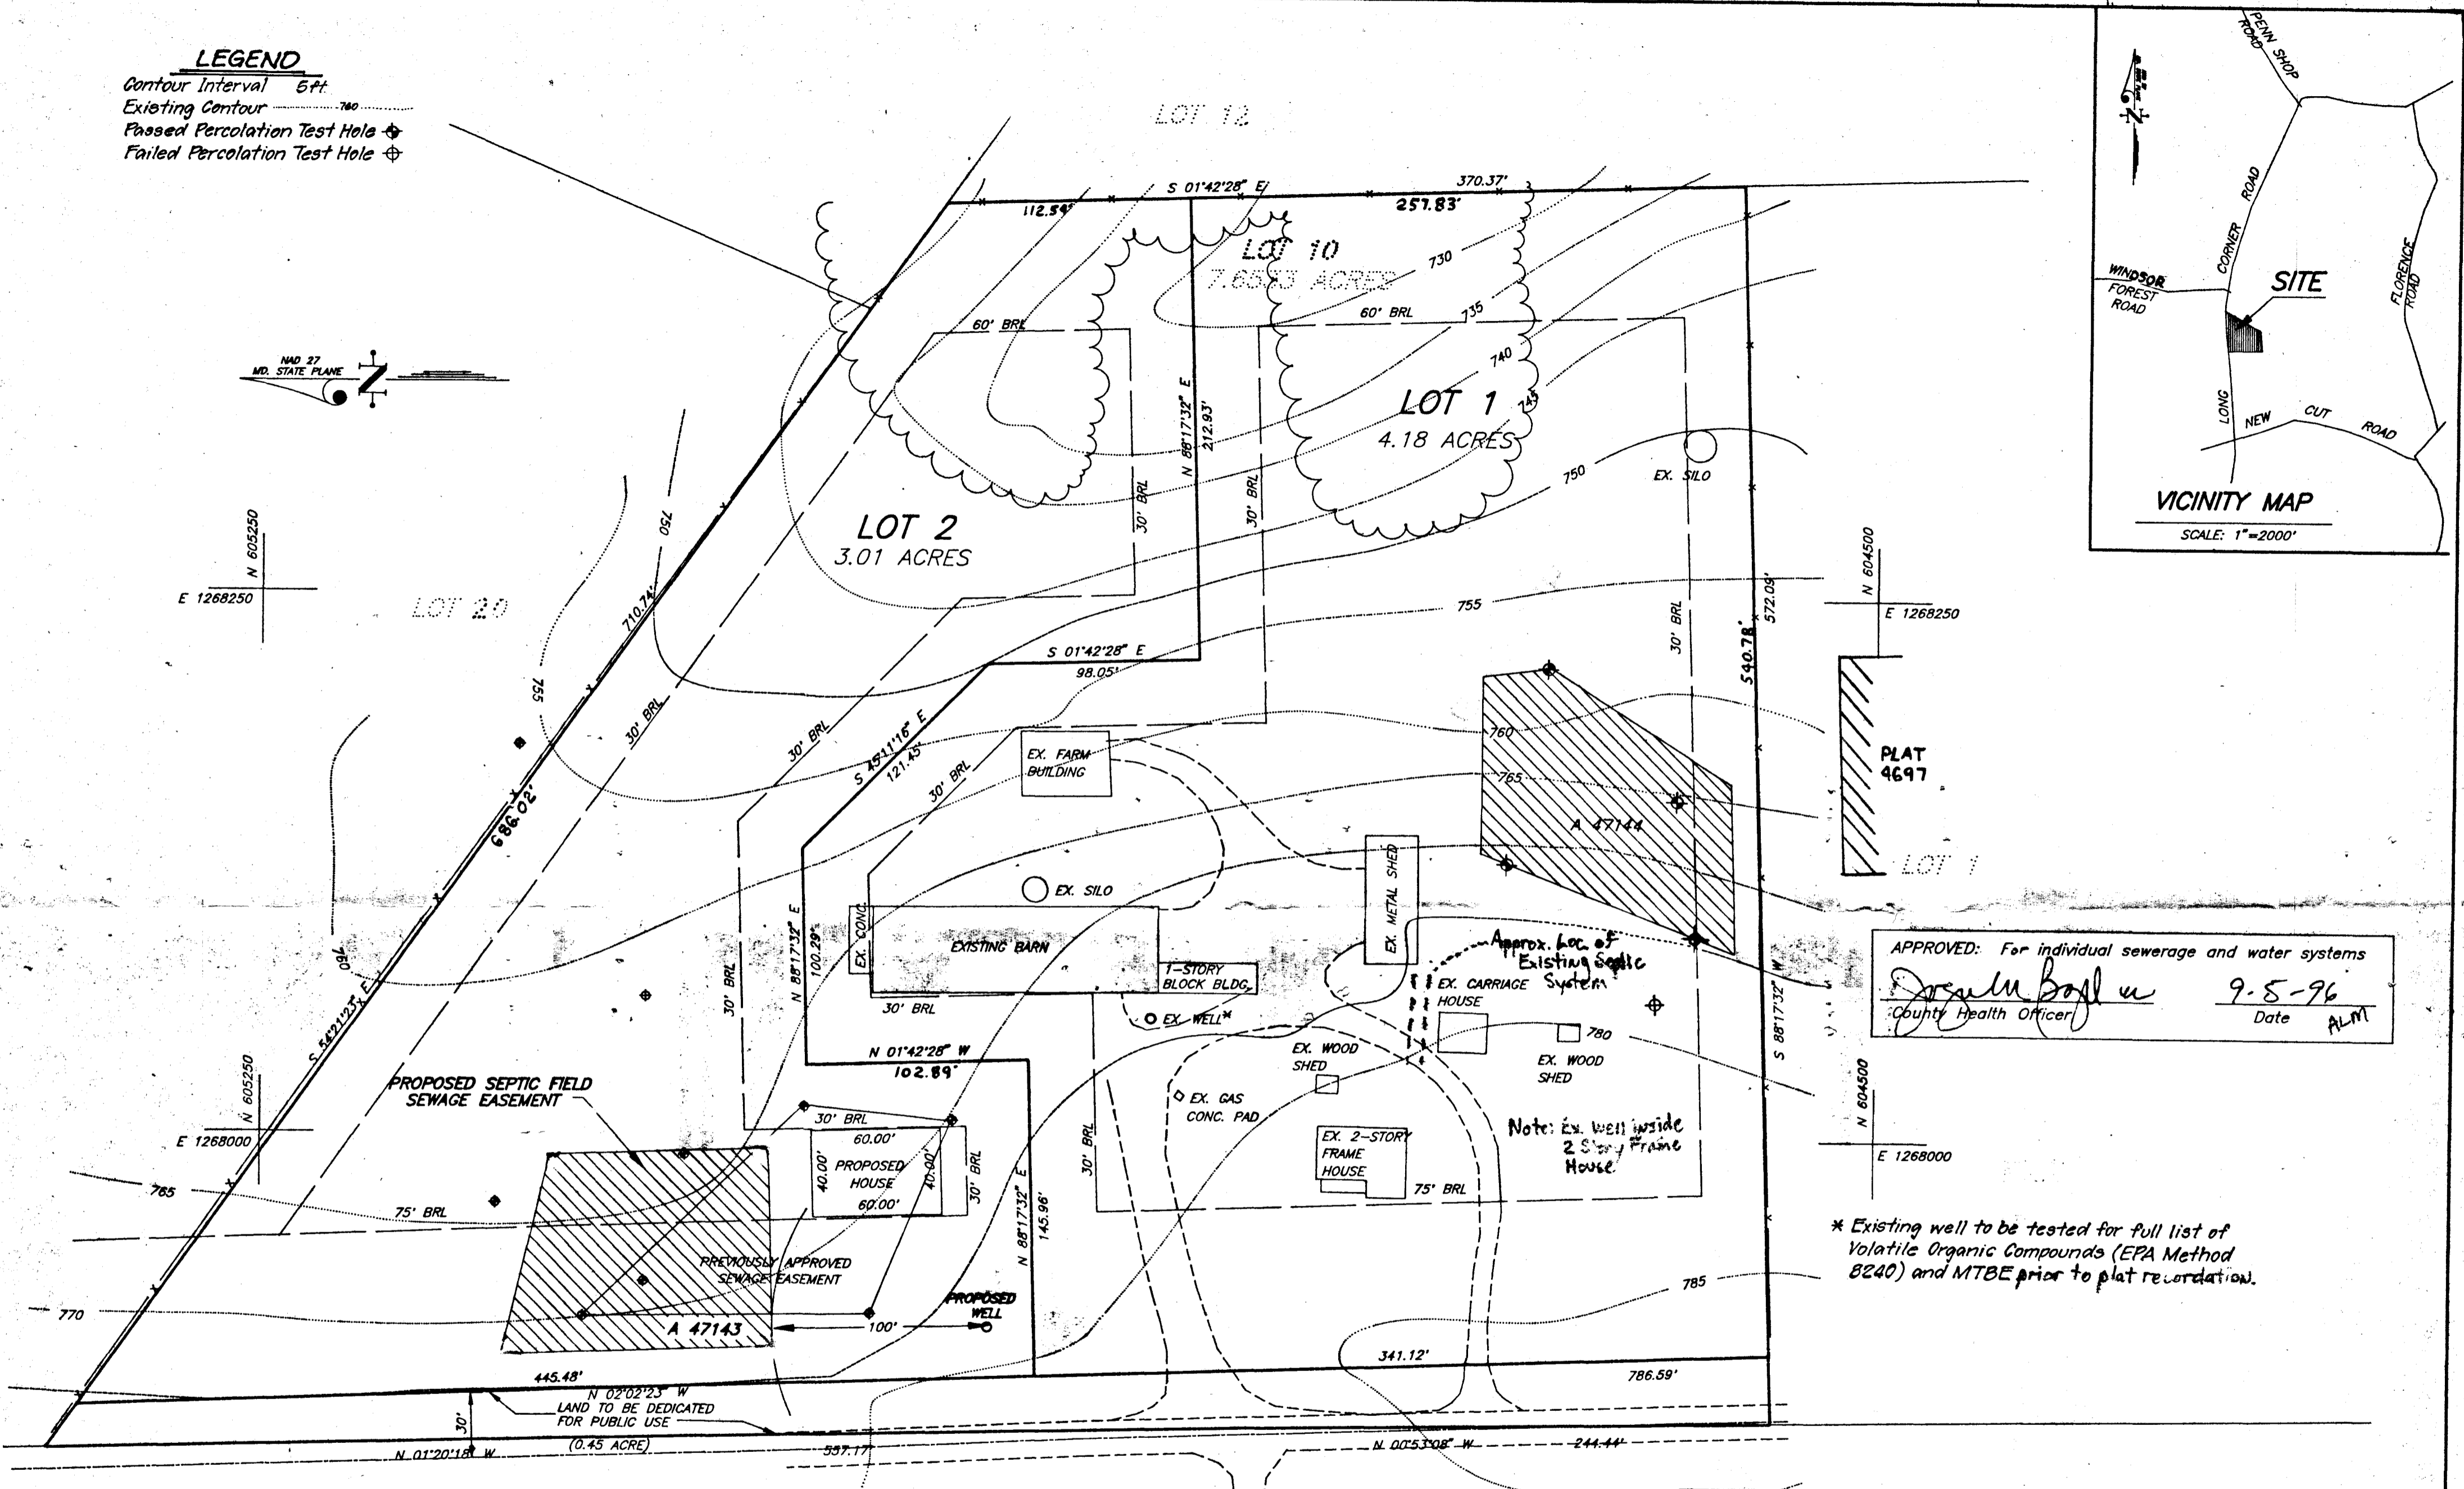 LEGEND
Contour Interval 5ft.
Existing Contour 760
Passed Percolation Test Hole
Failed Percolation Test Hole
NAD 27
MD. STATE PLANE
LOT 12
S 01°42'28" E
370.37'
112.54'
257.83'
LOT 10
730
60' BRL
60' BRL
735
740
745
LOT 1
4.18 ACRES
N 88°17'32" E
212.93'
30' BRL
30' BRL
750
EX. SILO
LOT 2
3.01 ACRES
750
N 605250
E 1268250
LOT 20
710.74'
755
30' BRL
572.09'
540.78'
N 604500
E 1268250
S 01°42'28" E
98.05'
755
30' BRL
30' BRL
S 45°11'16" E
121.45'
30' BRL
EX. FARM
BUILDING
760
765
A 47144
PLAT
4697
LOT 1
686.02'
EX. METAL SHED
EX. SILO
EX. CONC.
EXISTING BARN
1-STORY
BLOCK BLDG.
N 88°17'32" E
100.29'
30' BRL
30' BRL
760
S 54°21'23" E
Approx. Loc. of
Existing Septic
System
EX. CARRIAGE
HOUSE
EX. WELL*
780
EX. WOOD
SHED
EX. WOOD
SHED
S 88°17'32" W
N 01°42'28" W
102.89'
EX. GAS
CONC. PAD
N 605250
E 1268000
PROPOSED SEPTIC FIELD
SEWAGE EASEMENT
30' BRL
60.00'
40.00'
PROPOSED
HOUSE
40.00'
60.00'
30' BRL
N 88°17'32" E
145.96'
30' BRL
EX. 2-STORY
FRAME
HOUSE
Note: Ex. Well inside
2 Story Frame
House
75' BRL
N 604500
E 1268000
765
75' BRL
PREVIOUSLY APPROVED
SEWAGE EASEMENT
785
770
A 47143
100'
PROPOSED
WELL
341.12'
786.59'
445.48'
N 02°02'23" W
LAND TO BE DEDICATED
FOR PUBLIC USE
(0.45 ACRE)
30'
N 01°20'18" W
557.17'
N 00°53'08" W
244.44'
PENN SHOP
ROAD
CORNER ROAD
WINDSOR
FOREST
ROAD
SITE
FLORENCE
ROAD
LONG
NEW CUT ROAD
VICINITY MAP
SCALE: 1"=2000'
APPROVED: For individual sewerage and water systems
9-5-96
County Health Officer
Date
ALM
* Existing well to be tested for full list of
Volatile Organic Compounds (EPA Method
8240) and MTBE prior to plat recordation.